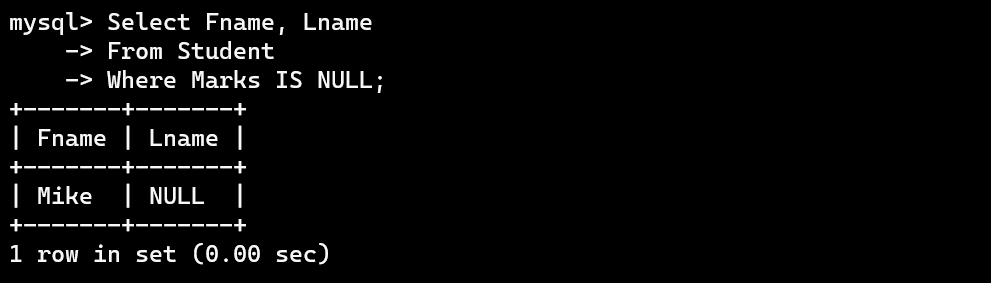 mysql> Select Fname, Lname
    -> From Student
    -> Where Marks IS NULL;
+-------+-------+
| Fname | Lname |
+-------+-------+
| Mike  | NULL  |
+-------+-------+
1 row in set (0.00 sec)